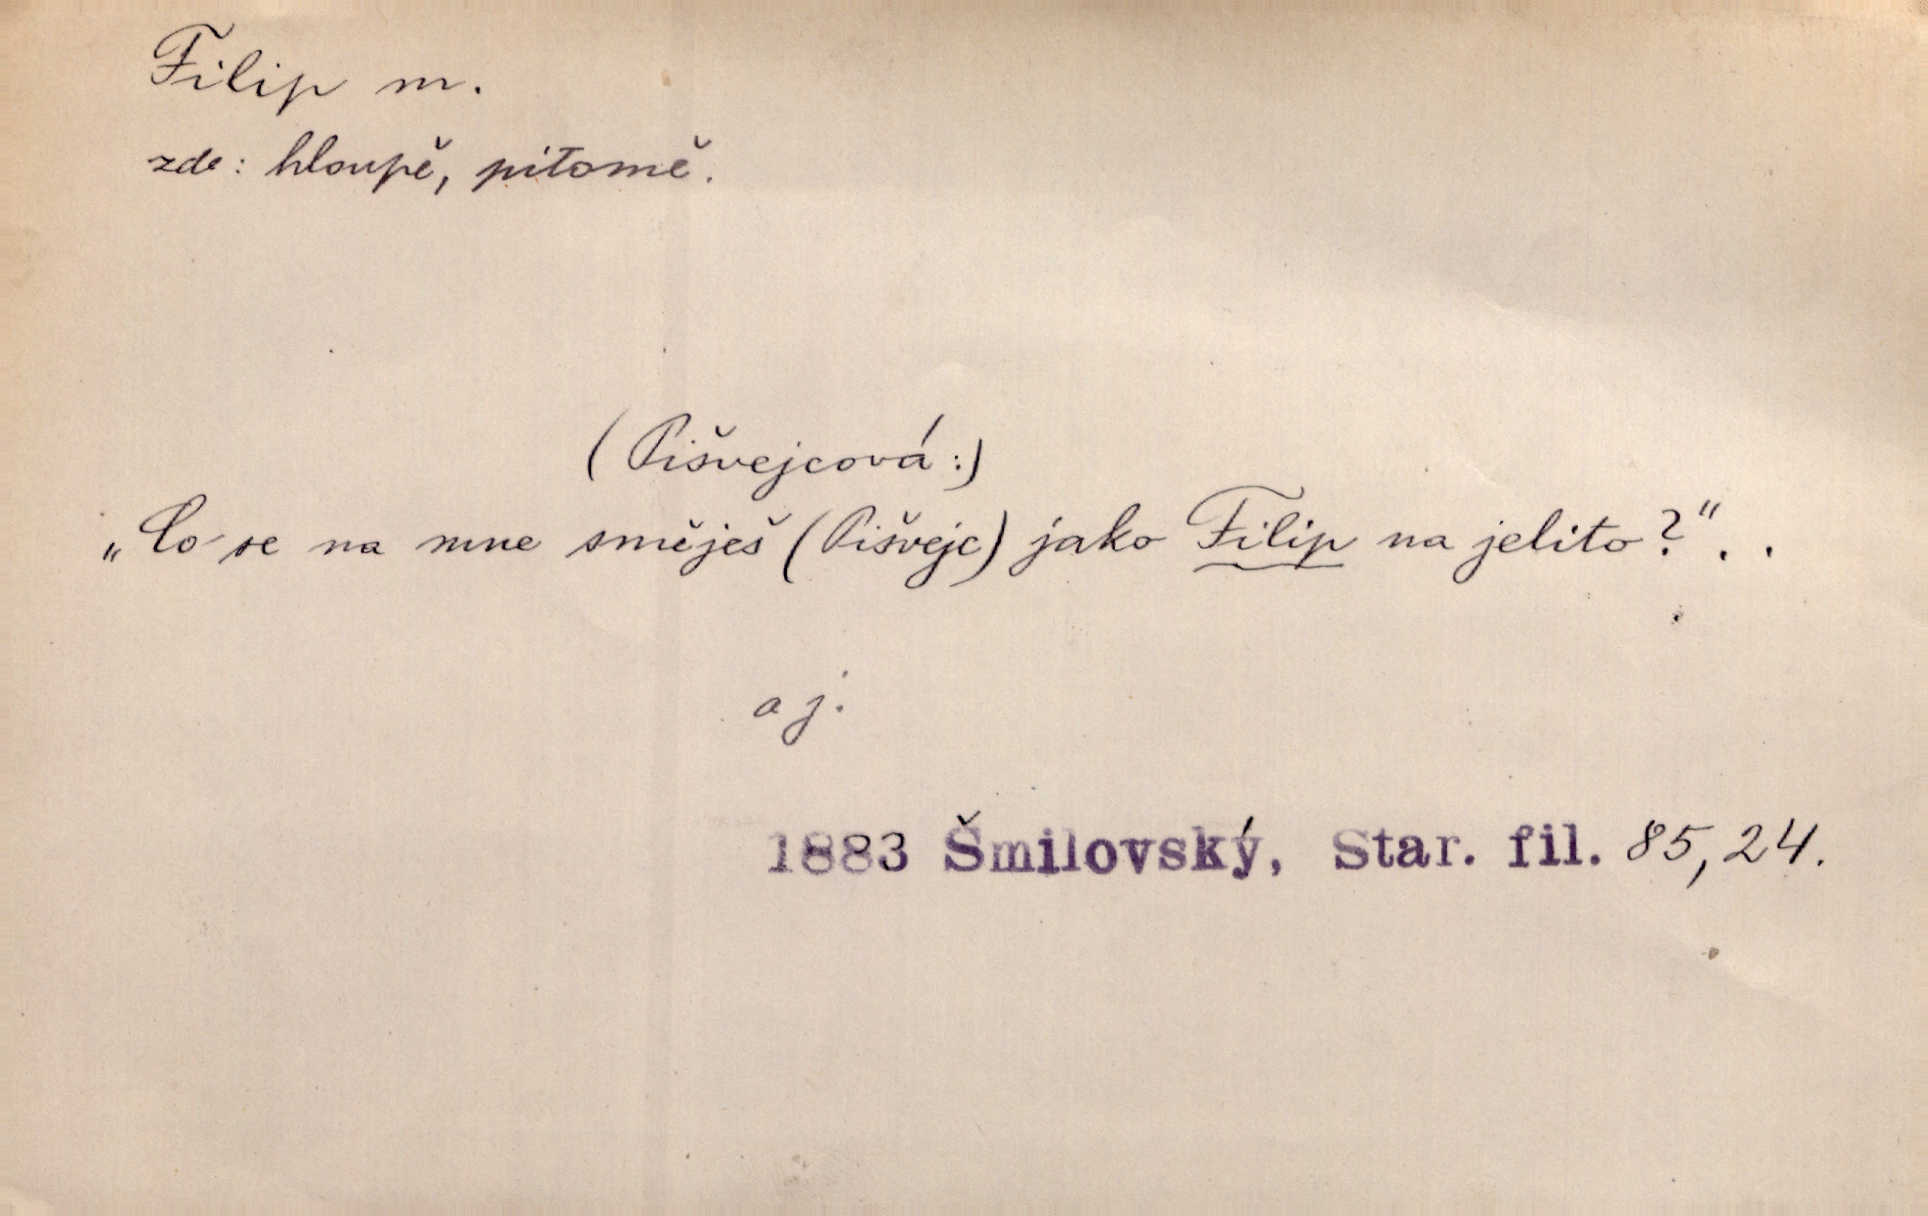 Filip m.
zde: hloupě, pitomě.
(Pišvejcová:)
„Co se na mne směješ (Pišvejc) jako Filip na jelito?“..
aj.
1883 Šmilovský, Star. fil. 85,24.